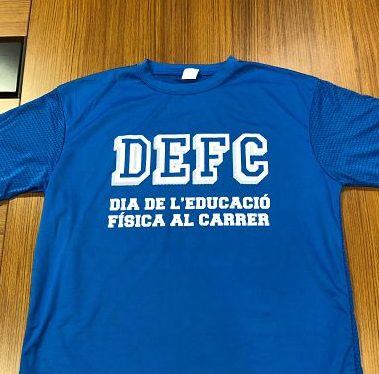 DEFC
DIA DE L'EDUCACIÓ
FÍSICA AL CARRER